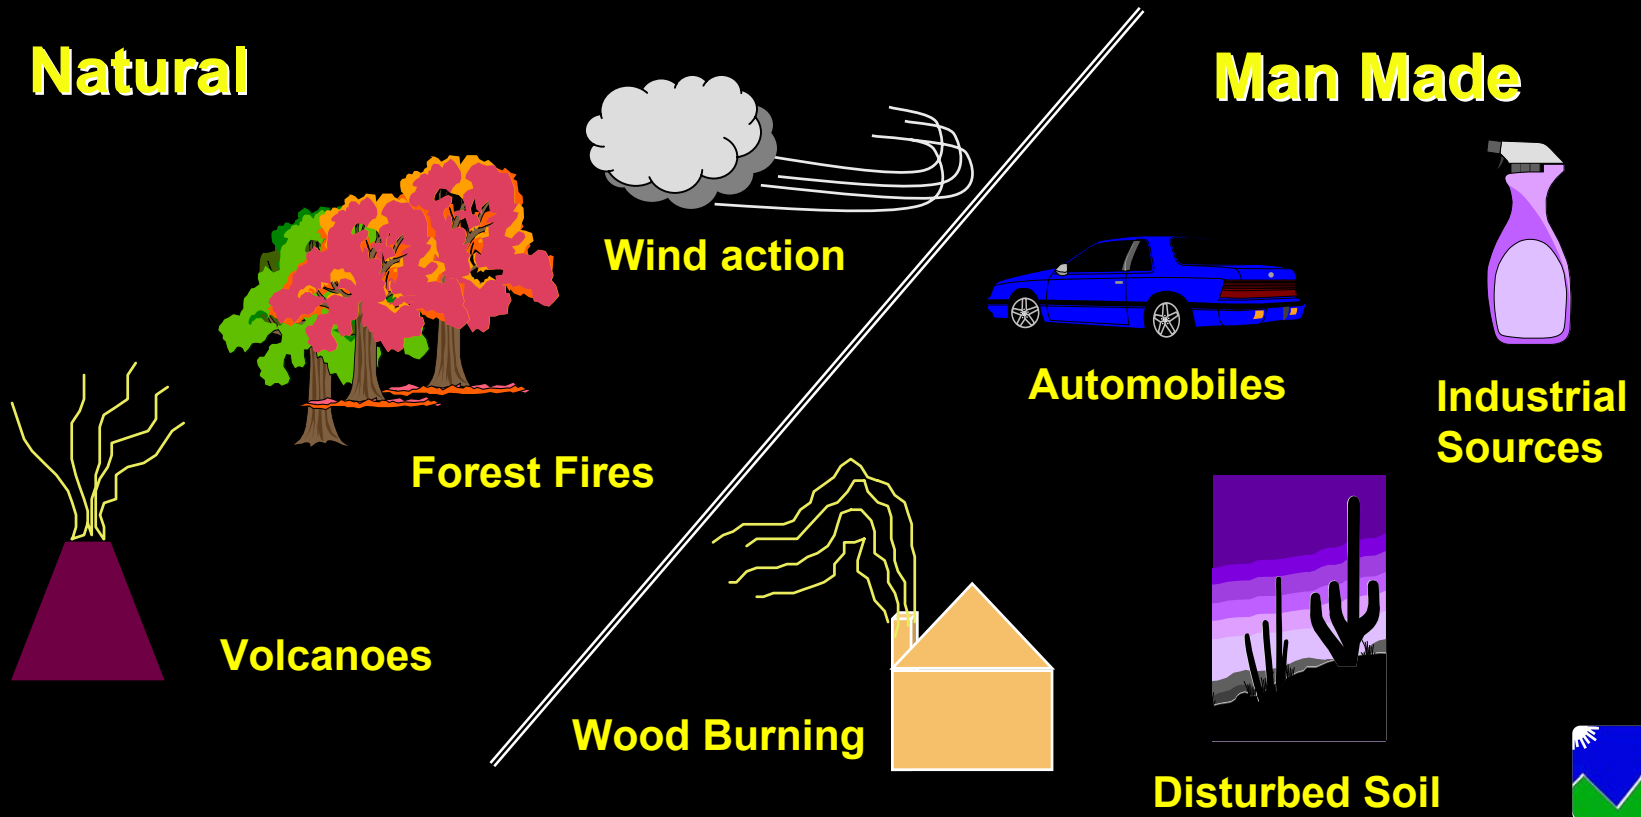 Natural
Wind action
Forest Fires
Volcanoes
Man Made
Automobiles
Industrial
Sources
Wood Burning
Disturbed Soil